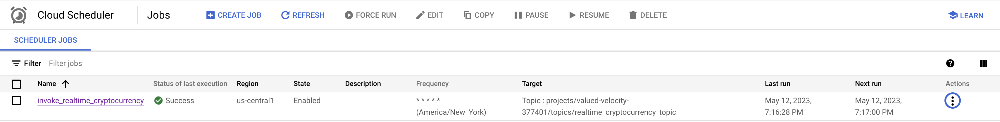 Cloud Scheduler Jobs CREATE JOB REFRESH FORCE RUN EDIT COPY PAUSE RESUME DELETE LEARN
SCHEDULER JOBS
Filter Filter jobs
Name Status of last execution Region State Description Frequency Target Last run Next run Actions
invoke_realtime_cryptocurrency Success us-central1 Enabled * * * * * Topic : projects/valued-velocity- May 12, 2023, May 12, 2023,
(America/New_York) 377401/topics/realtime_cryptocurrency_topic 7:16:28 PM 7:17:00 PM